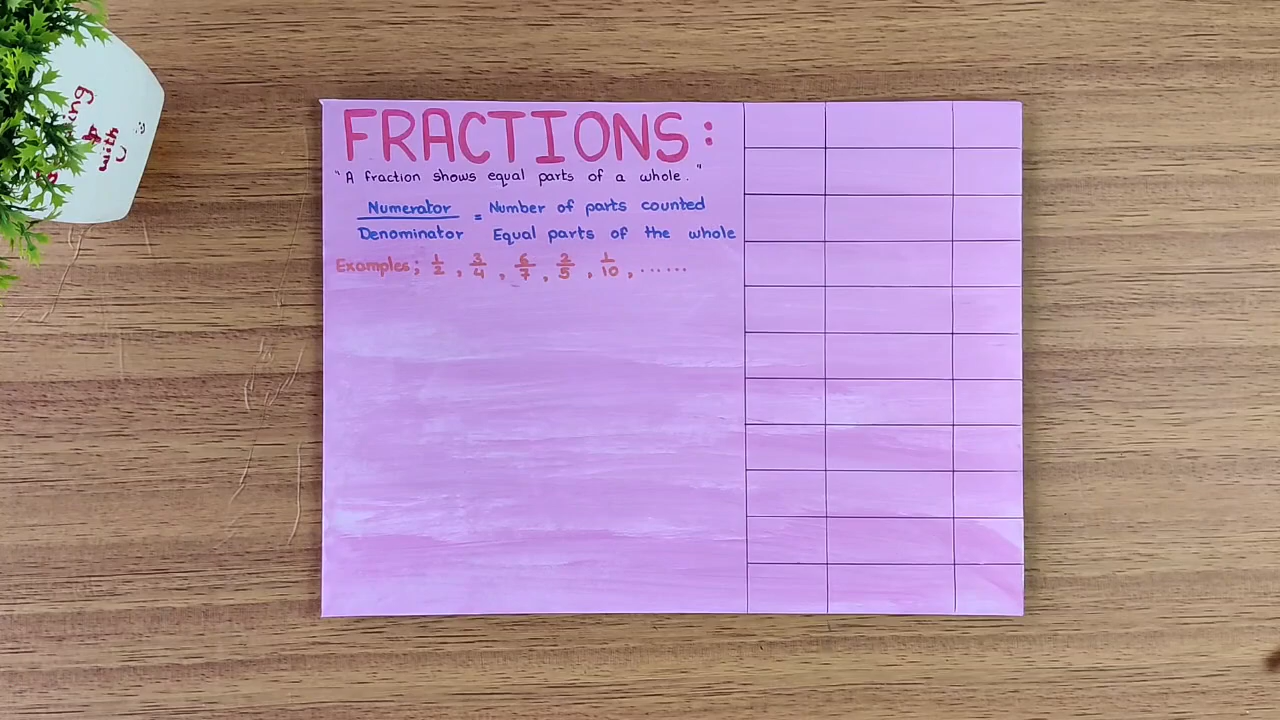 FRACTIONS:
"A fraction shows equal parts of a whole."
Numerator = Number of parts counted
Denominator Equal parts of the whole
Examples; 1/2, 3/4, 6/7, 2/5, 1/10, ......
with